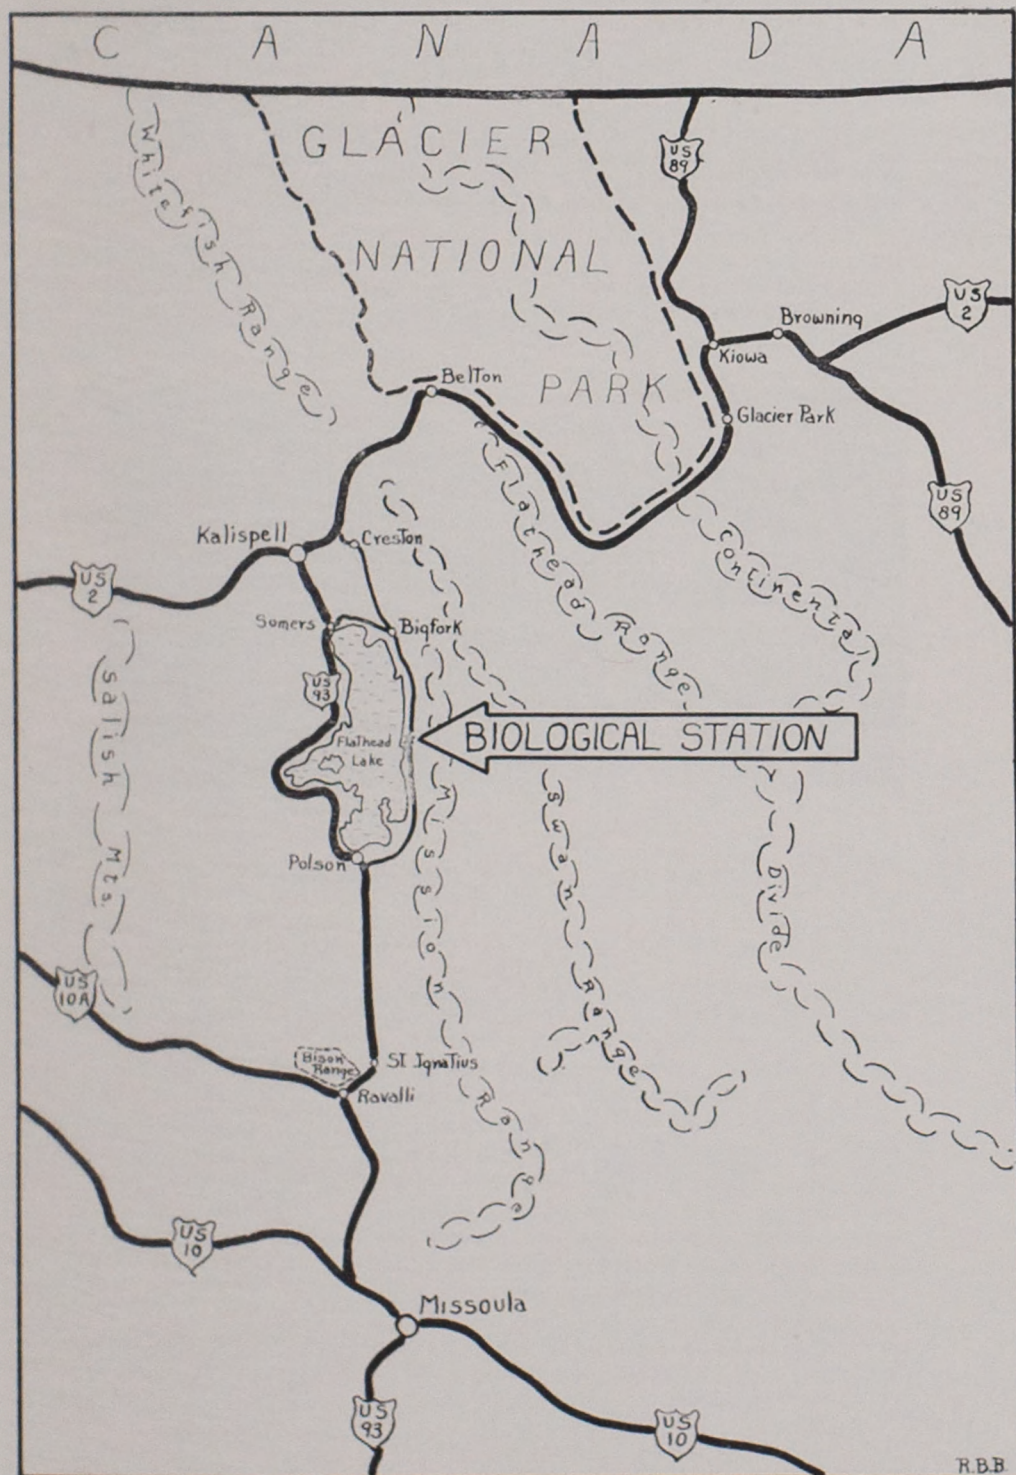 CANADA
GLACIER
US
89
Whitefish Range
NATIONAL
US
2
Browning
Kiowa
Belton
PARK
Glacier Park
Flathead Range
US
89
Kalispell
Creston
Continental Divide
US
2
Somers
Bigfork
US
93
Salish Mts.
BIOLOGICAL STATION
Flathead
Lake
Mission Range
Swan Range
Polson
US
10A
Bison
Range
St. Ignatius
Ravalli
US
10
Missoula
US
93
US
10
R.B.B.